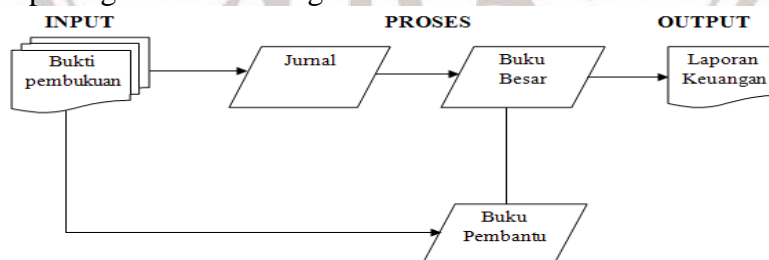 INPUT PROSES OUTPUT
Bukti
pembukuan
Jurnal
Buku
Besar
Laporan
Keuangan
Buku
Pembantu